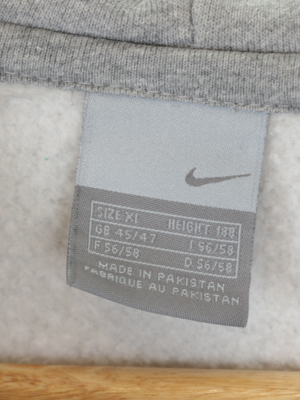 SIZE XL HEIGHT 188
GB 45/47 I 56/58
F 56/58 D 56/58
MADE IN PAKISTAN
FABRIQUE AU PAKISTAN